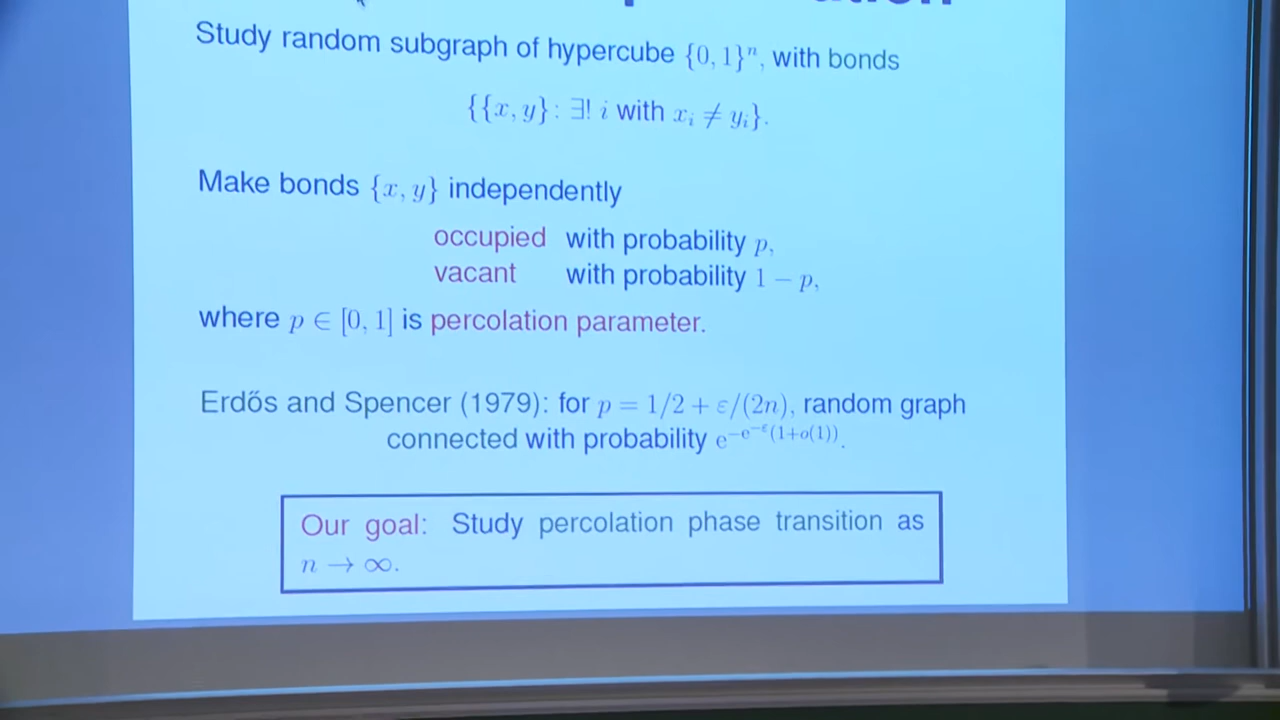 Study random subgraph of hypercube {0, 1}ⁿ, with bonds
{{x, y} : ∃! i with xᵢ ≠ yᵢ}.
Make bonds {x, y} independently
occupied with probability p,
vacant with probability 1 − p,
where p ∈ [0, 1] is percolation parameter.
Erdős and Spencer (1979): for p = 1/2 + ε/(2n), random graph
connected with probability e^{−e^{−ε}(1+o(1))}.
Our goal: Study percolation phase transition as
n → ∞.